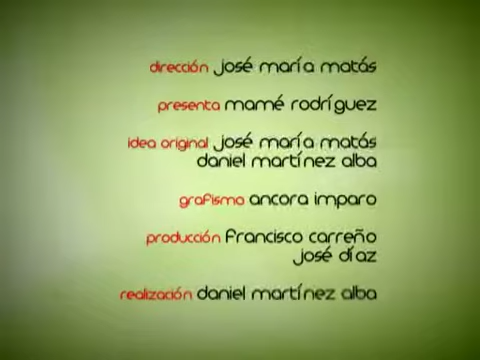 dirección josé maría matás
presenta mamé rodríguez
idea original josé maría matás
daniel martínez alba
grafismo ancora imparo
producción francisco carreño
josé díaz
realización daniel martínez alba